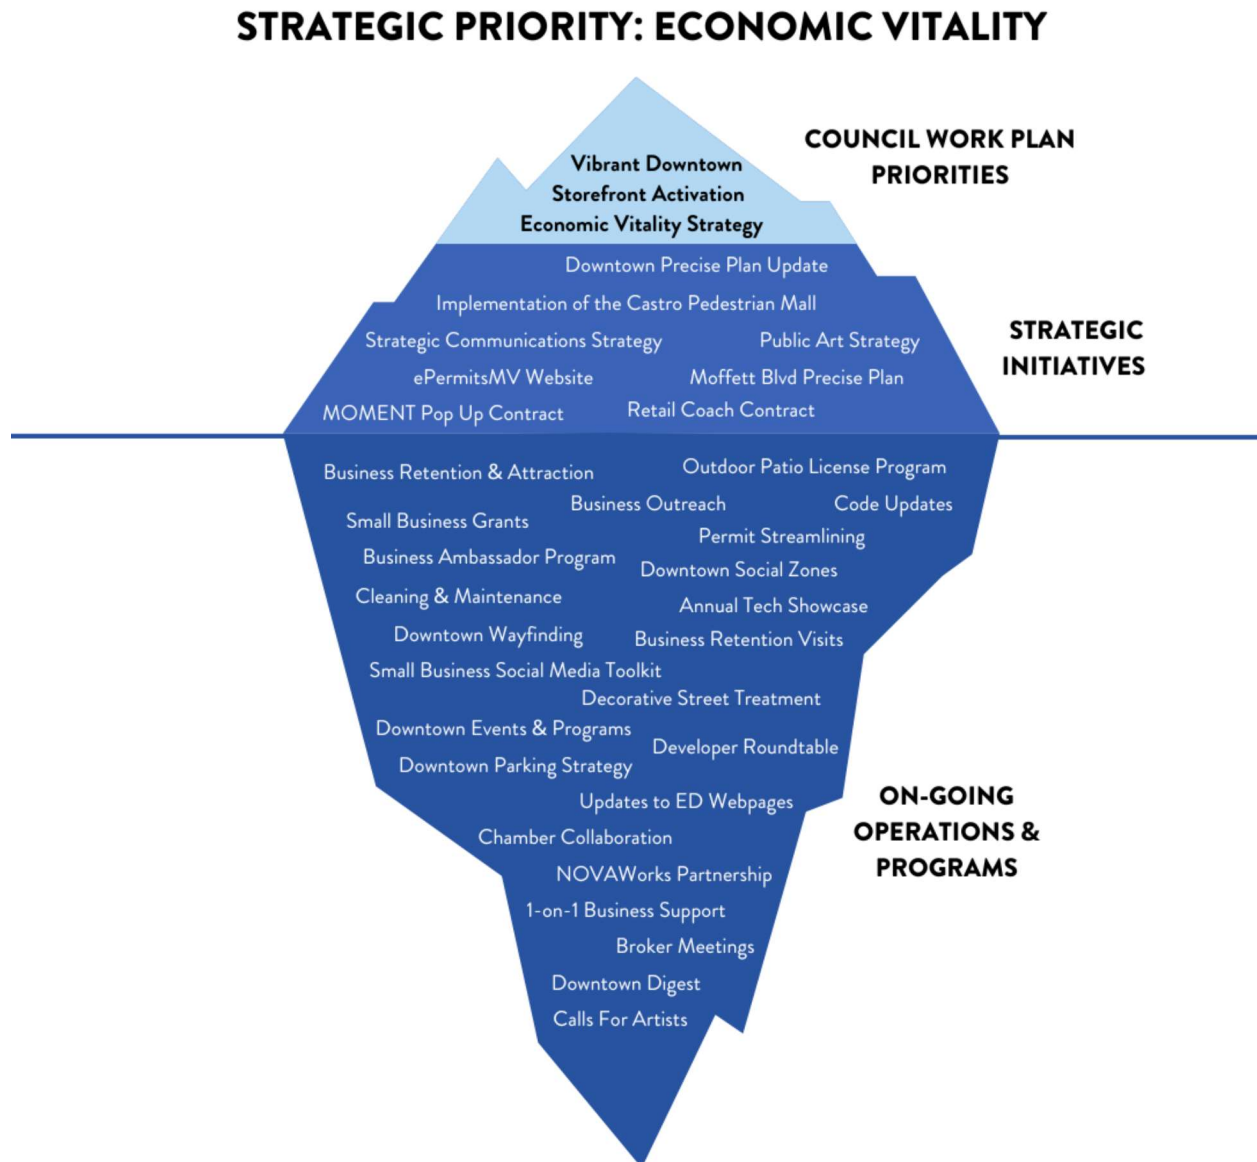 STRATEGIC PRIORITY: ECONOMIC VITALITY
COUNCIL WORK PLAN
PRIORITIES
Vibrant Downtown
Storefront Activation
Economic Vitality Strategy
Downtown Precise Plan Update
Implementation of the Castro Pedestrian Mall
Strategic Communications Strategy
Public Art Strategy
ePermitsMV Website
Moffett Blvd Precise Plan
MOMENT Pop Up Contract
Retail Coach Contract
STRATEGIC
INITIATIVES
Business Retention & Attraction
Outdoor Patio License Program
Business Outreach
Code Updates
Small Business Grants
Permit Streamlining
Business Ambassador Program
Downtown Social Zones
Cleaning & Maintenance
Annual Tech Showcase
Downtown Wayfinding
Business Retention Visits
Small Business Social Media Toolkit
Decorative Street Treatment
Downtown Events & Programs
Developer Roundtable
Downtown Parking Strategy
Updates to ED Webpages
Chamber Collaboration
NOVAWorks Partnership
1-on-1 Business Support
Broker Meetings
Downtown Digest
Calls For Artists
ON-GOING
OPERATIONS &
PROGRAMS